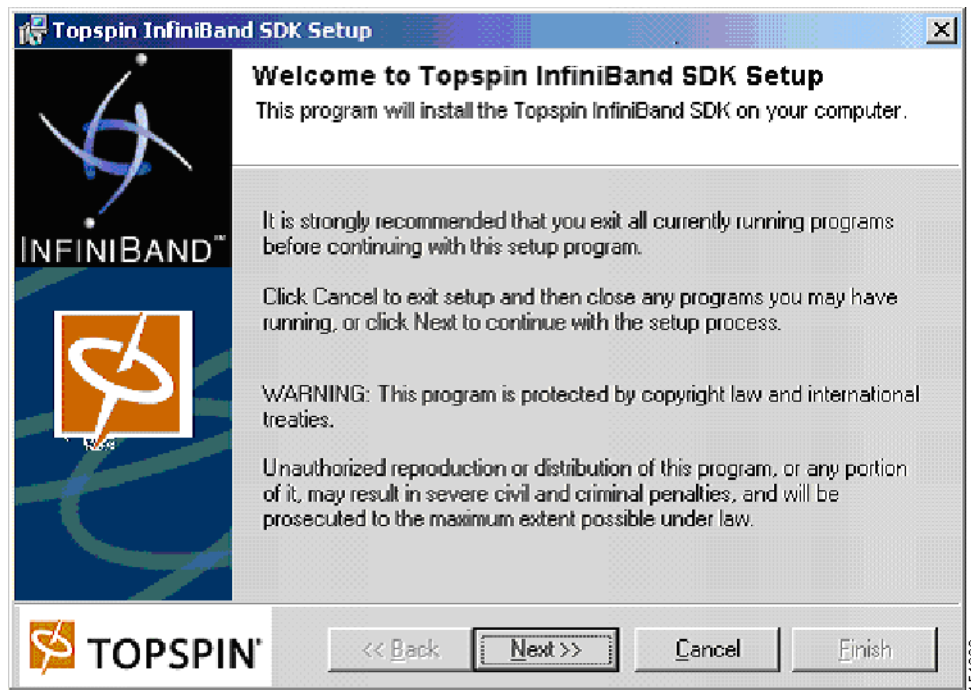 Topspin InfiniBand SDK Setup
Welcome to Topspin InfiniBand SDK Setup
This program will install the Topspin InfiniBand SDK on your computer.
INFINIBAND™
It is strongly recommended that you exit all currently running programs
before continuing with this setup program.
Click Cancel to exit setup and then close any programs you may have
running, or click Next to continue with the setup process.
WARNING: This program is protected by copyright law and international
treaties.
Unauthorized reproduction or distribution of this program, or any portion
of it, may result in severe civil and criminal penalties, and will be
prosecuted to the maximum extent possible under law.
TOPSPIN
<< Back
Next >>
Cancel
Finish